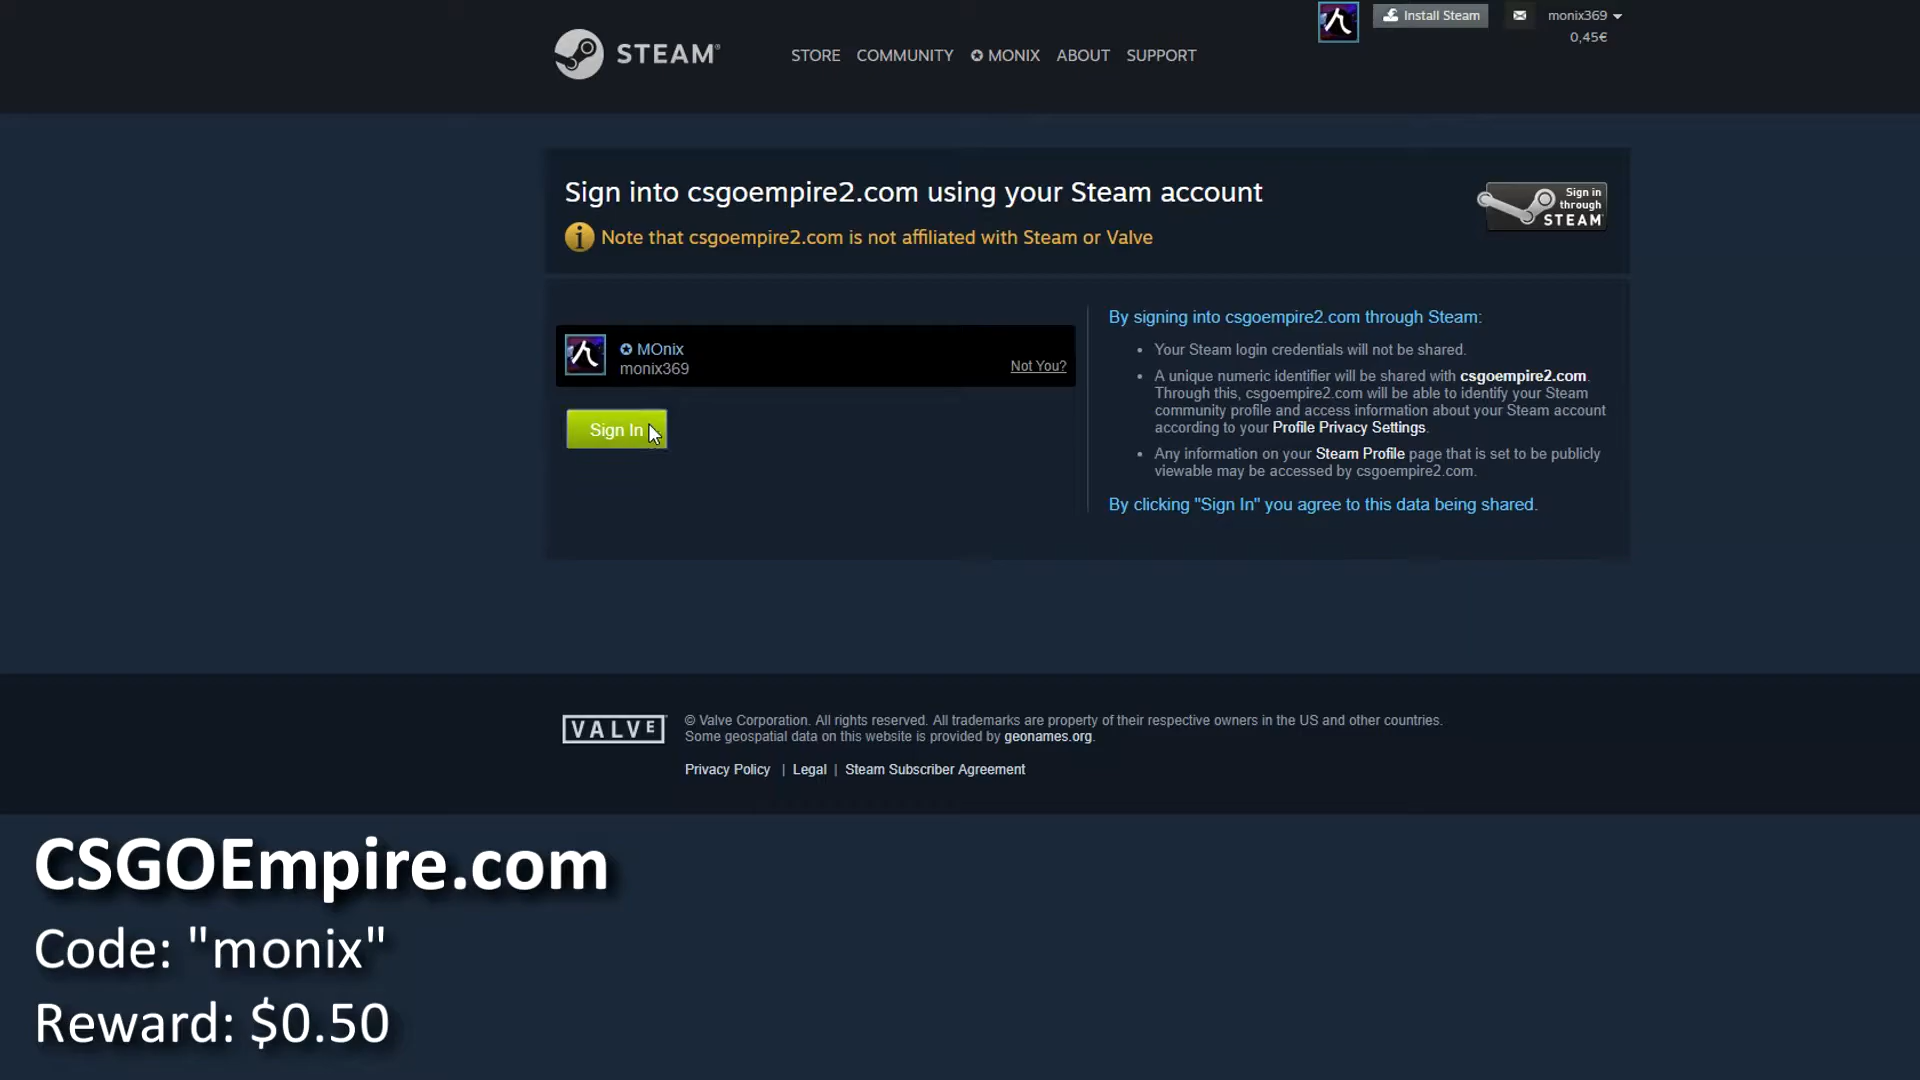 Install Steam
monix369
0,45€
STEAM®
STORE COMMUNITY ✪ MONIX ABOUT SUPPORT
Sign into csgoempire2.com using your Steam account
Note that csgoempire2.com is not affiliated with Steam or Valve
Sign in
through
STEAM
✪ MOnix
monix369
Not You?
Sign In
By signing into csgoempire2.com through Steam:
• Your Steam login credentials will not be shared.
• A unique numeric identifier will be shared with csgoempire2.com.
Through this, csgoempire2.com will be able to identify your Steam
community profile and access information about your Steam account
according to your Profile Privacy Settings.
• Any information on your Steam Profile page that is set to be publicly
viewable may be accessed by csgoempire2.com.
By clicking "Sign In" you agree to this data being shared.
VALVE
© Valve Corporation. All rights reserved. All trademarks are property of their respective owners in the US and other countries.
Some geospatial data on this website is provided by geonames.org.
Privacy Policy | Legal | Steam Subscriber Agreement
CSGOEmpire.com
Code: "monix"
Reward: $0.50